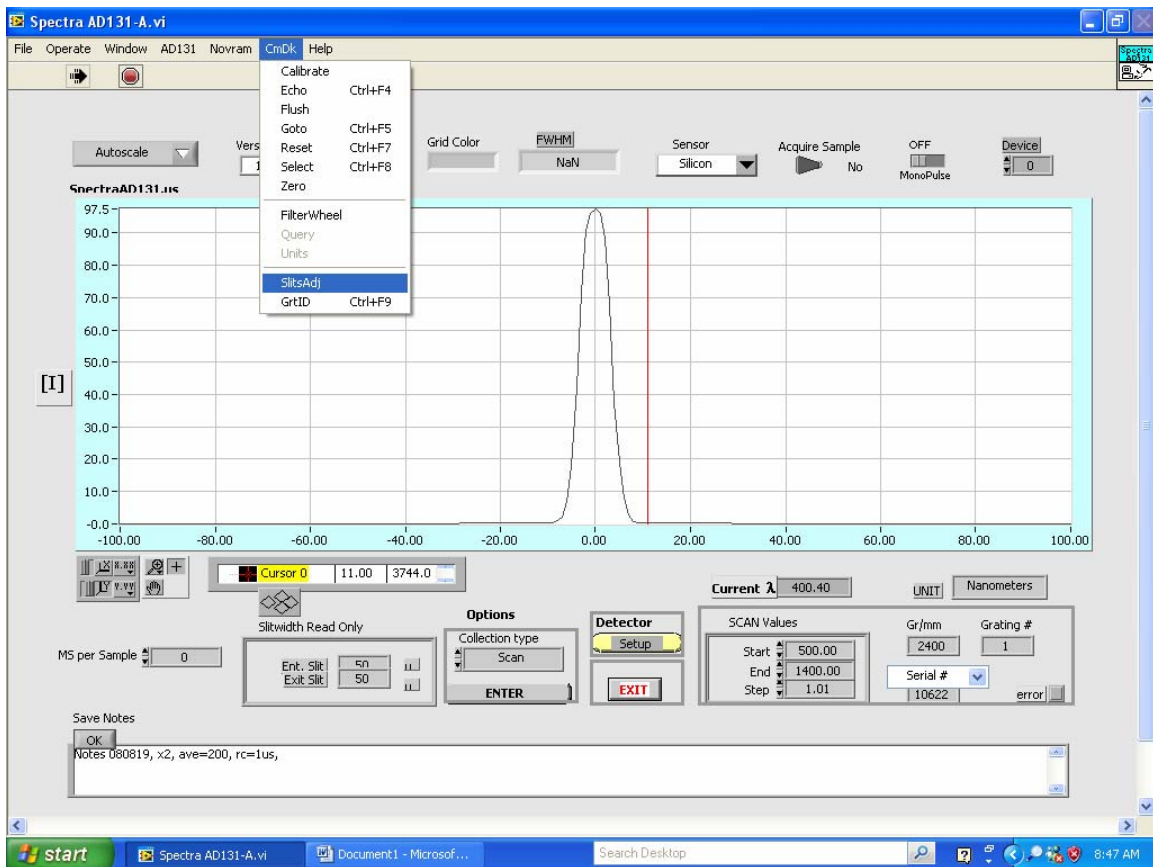 Spectra AD131-A.vi
File Operate Window AD131 Novram CmDk Help
Spectra
AD131
Calibrate
Echo Ctrl+F4
Flush
Goto Ctrl+F5
Reset Ctrl+F7
Select Ctrl+F8
Zero
FilterWheel
Query
Units
SlitsAdj
GrtID Ctrl+F9
Autoscale
Vers
1
Grid Color
FWHM
NaN
Sensor
Silicon
Acquire Sample
No
OFF
MonoPulse
Device
0
SpectraAD131.us
97.5
90.0
80.0
70.0
60.0
50.0
40.0
30.0
20.0
10.0
-0.0
[I]
-100.00 -80.00 -60.00 -40.00 -20.00 0.00 20.00 40.00 60.00 80.00 100.00
X X.XX
Y Y.YY
Cursor 0 11.00 3744.0
Slitwidth Read Only
Ent. Slit 50
Exit Slit 50
MS per Sample 0
Options
Collection type
Scan
ENTER
Detector
Setup
EXIT
Current λ 400.40
UNIT Nanometers
SCAN Values
Start 500.00
End 1400.00
Step 1.01
Gr/mm
2400
Grating #
1
Serial #
10622
error
Save Notes
OK
Notes 080819, x2, ave=200, rc=1us,
start
Spectra AD131-A.vi
Document1 - Microsof...
Search Desktop
8:47 AM